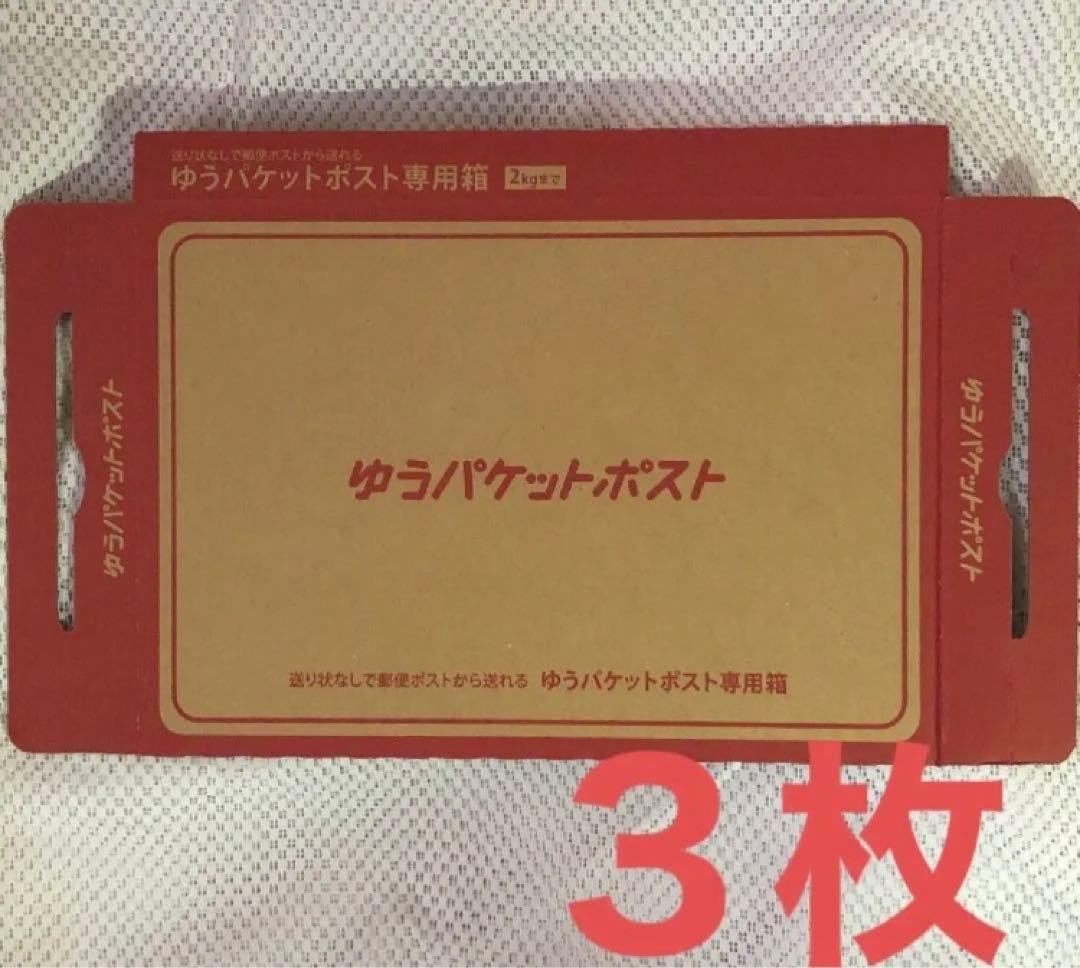 送り状なしで郵便ポストから送れる
ゆうパケットポスト専用箱 2kgまで
ゆうパケットポスト
ゆうパケットポスト
ゆうパケットポスト
送り状なしで郵便ポストから送れる ゆうパケットポスト専用箱
3枚